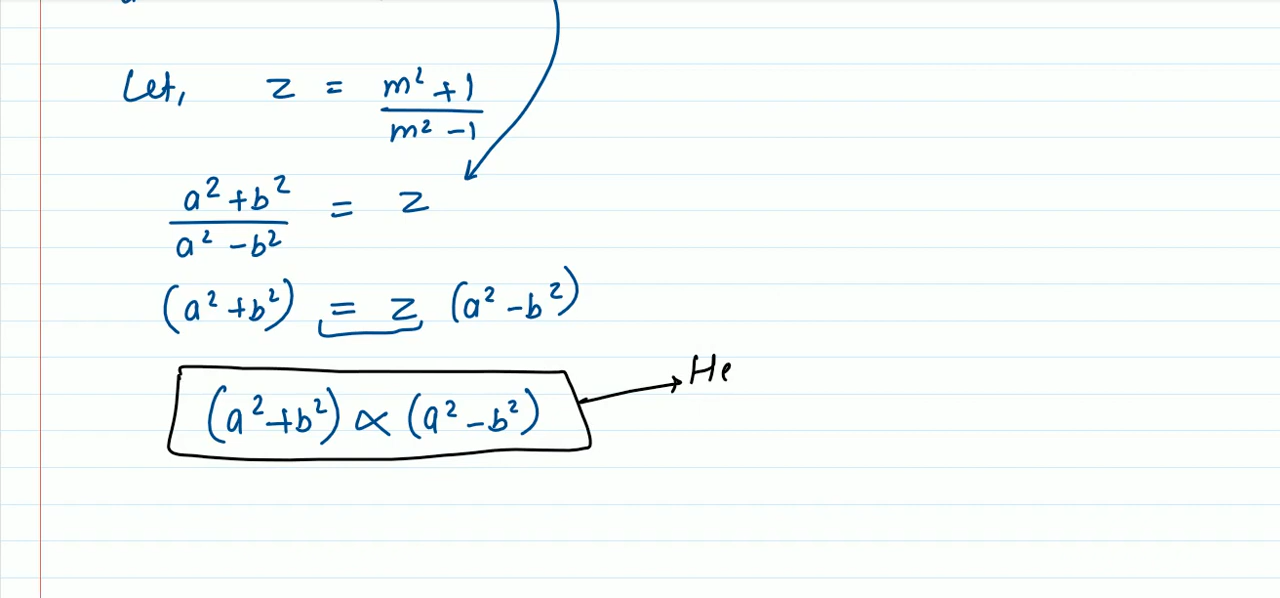 Let, z = m² + 1 / m² - 1
a² + b² / a² - b² = z
(a² + b²) = z (a² - b²)
(a² + b²) ∝ (a² - b²) → He